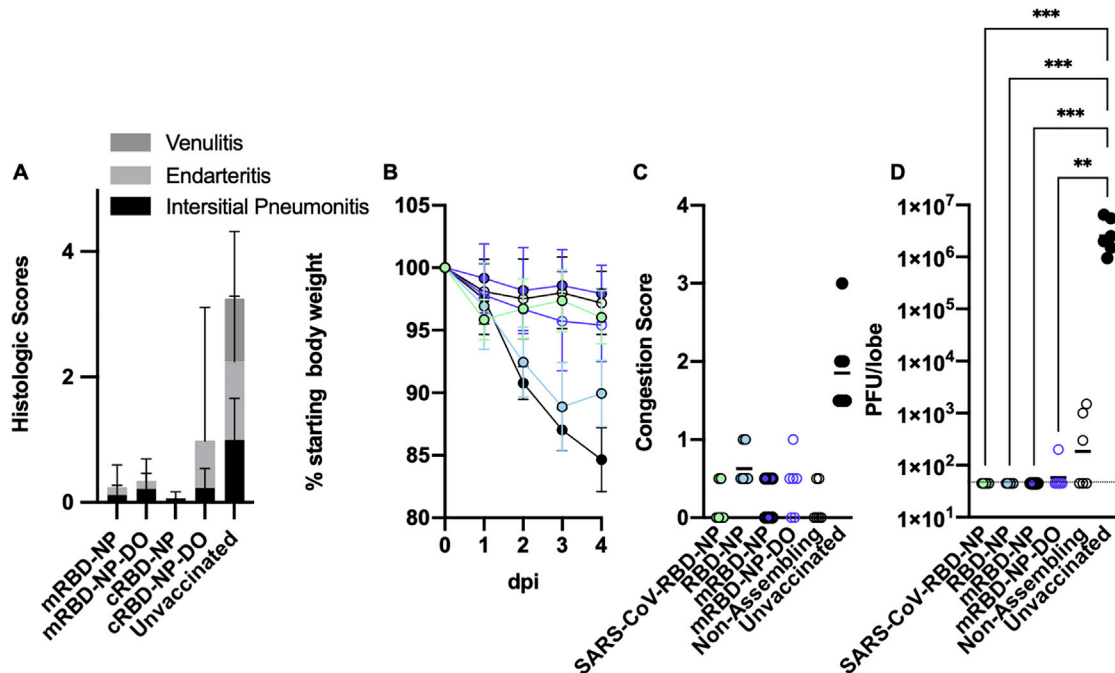 Venulitis
Endarteritis
Intersitial Pneumonitis
A
Histologic Scores
4
2
0
mRBD-NP
mRBD-NP-DO
cRBD-NP
cRBD-NP-DO
Unvaccinated
B
% starting body weight
105
100
95
90
85
80
0 1 2 3 4
dpi
C
Congestion Score
4
3
2
1
0
SARS-CoV-RBD-NP
RBD-NP
mRBD-NP
mRBD-NP-DO
Non-Assembling
Unvaccinated
D
***
***
***
**
PFU/lobe
1×10⁷
1×10⁶
1×10⁵
1×10⁴
1×10³
1×10²
1×10¹
SARS-CoV-RBD-NP
RBD-NP
mRBD-NP
mRBD-NP-DO
Non-Assembling
Unvaccinated